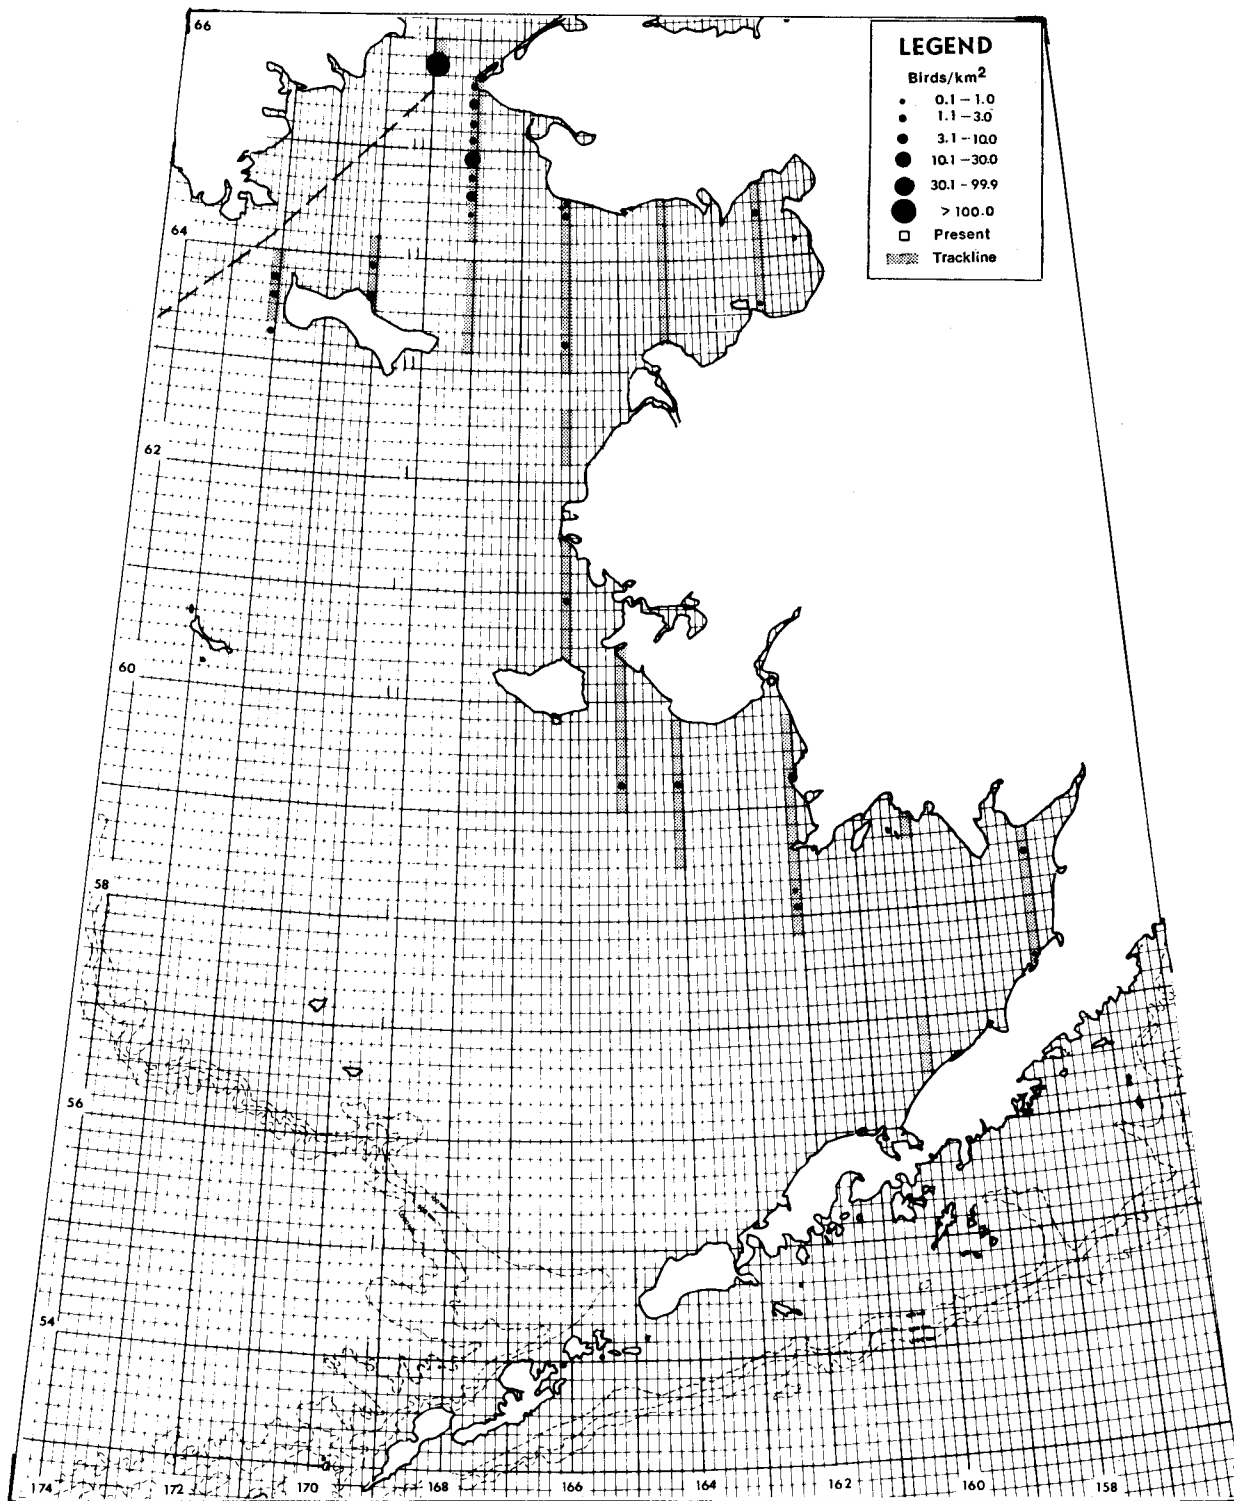 66
LEGEND
Birds/km²
0.1 – 1.0
1.1 – 3.0
3.1 – 10.0
10.1 – 30.0
30.1 – 99.9
> 100.0
Present
Trackline
64
62
60
58
56
54
174 172 170 168 166 164 162 160 158